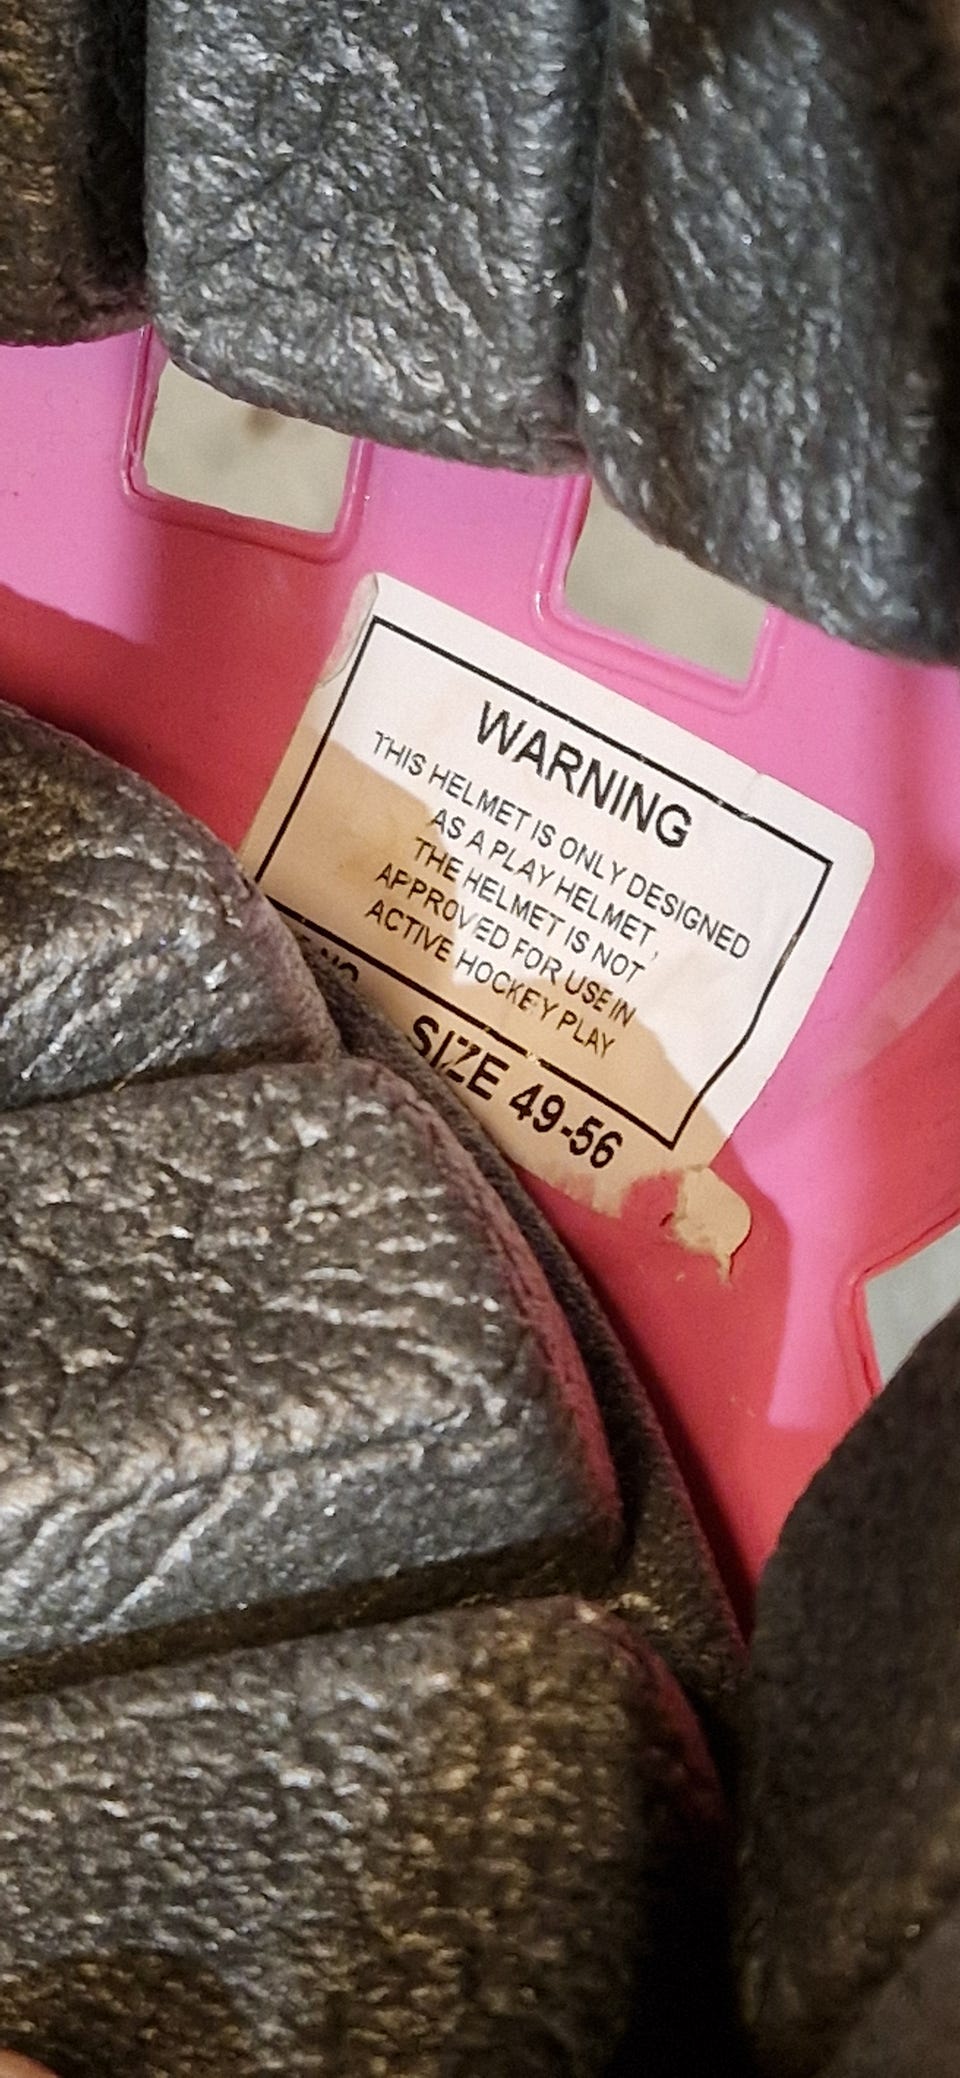 WARNING
THIS HELMET IS ONLY DESIGNED
AS A PLAY HELMET,
THE HELMET IS NOT
APPROVED FOR USE IN
ACTIVE HOCKEY PLAY
SIZE 49-56